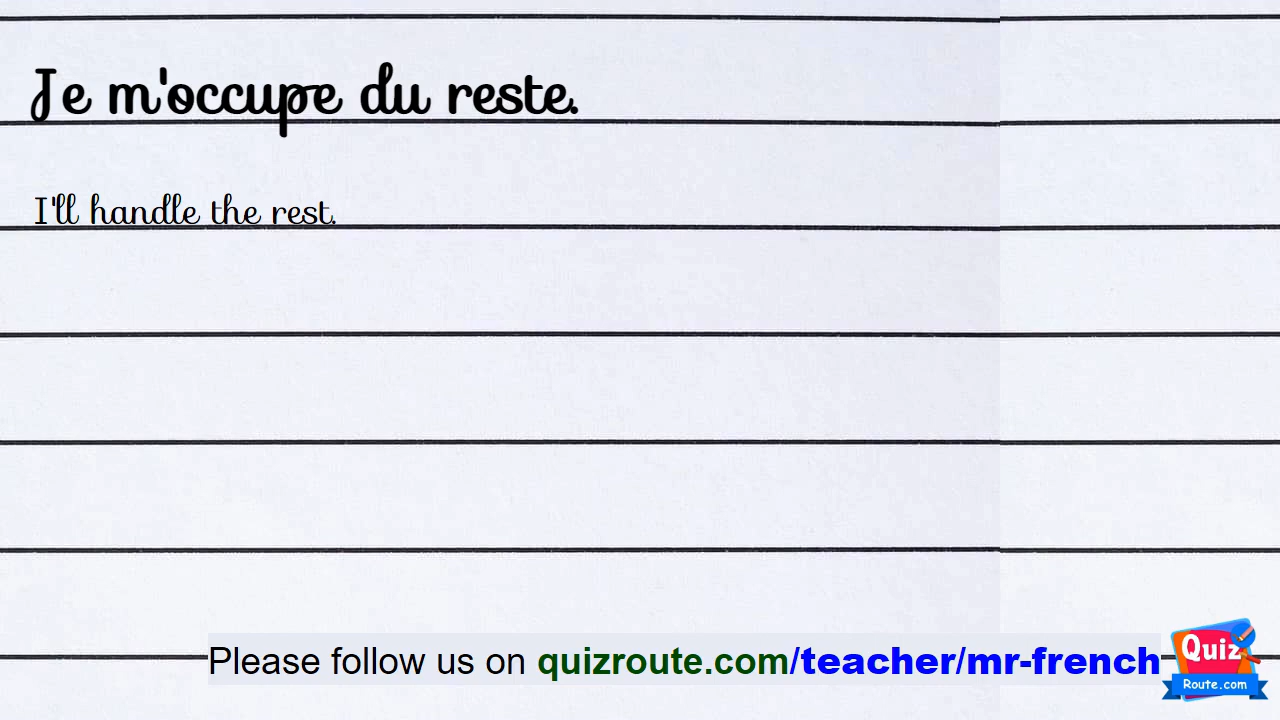 Je m'occupe du reste.
I'll handle the rest.
Please follow us on quizroute.com/teacher/mr-french
Quiz
Route.com